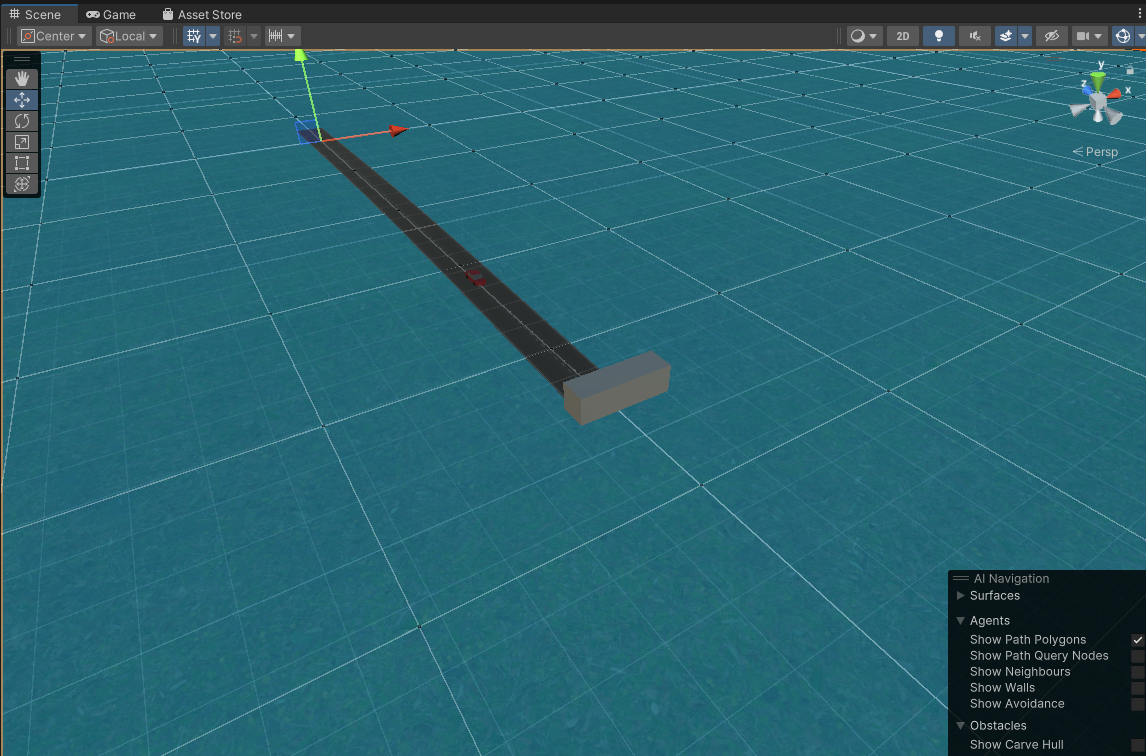 Scene Game Asset Store
Center Local 2D
y
z x
Persp
AI Navigation
Surfaces
Agents
Show Path Polygons
Show Path Query Nodes
Show Neighbours
Show Walls
Show Avoidance
Obstacles
Show Carve Hull